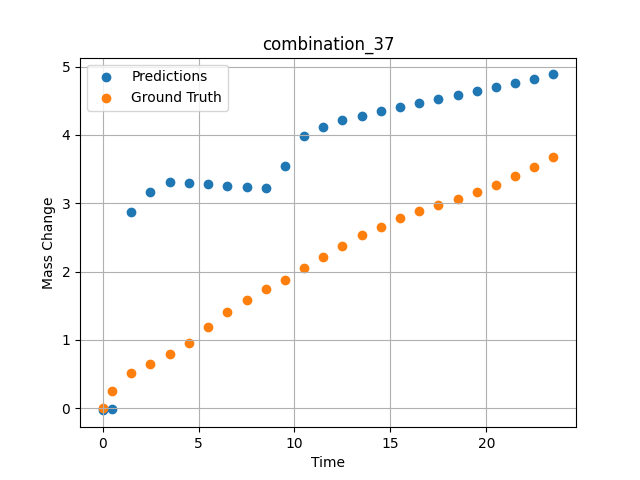 combination_37
Predictions
Ground Truth
Mass Change
5
4
3
2
1
0
0 5 10 15 20
Time